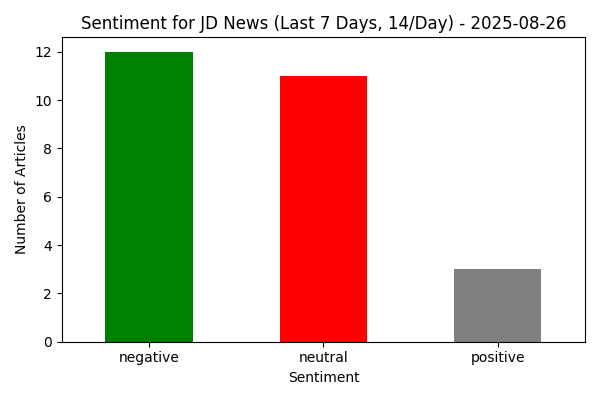 Sentiment for JD News (Last 7 Days, 14/Day) - 2025-08-26
Number of Articles
12
10
8
6
4
2
0
negative neutral positive
Sentiment